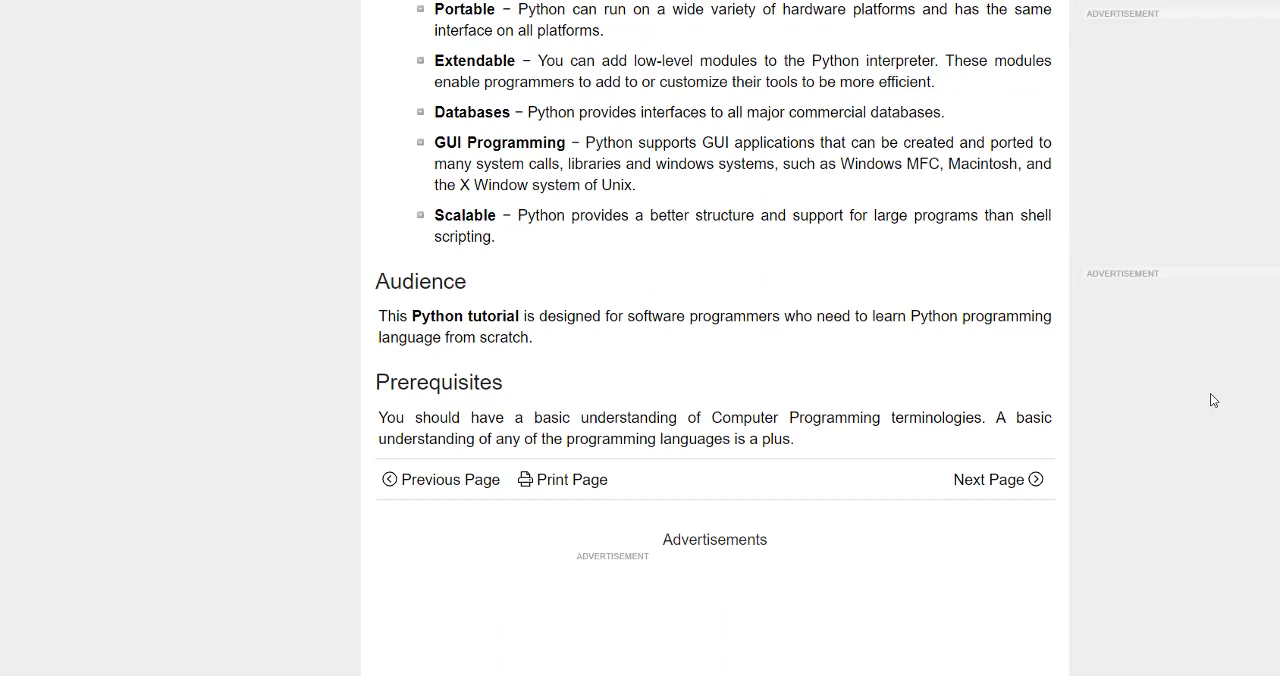 Portable − Python can run on a wide variety of hardware platforms and has the same
interface on all platforms.
Extendable − You can add low-level modules to the Python interpreter. These modules
enable programmers to add to or customize their tools to be more efficient.
Databases − Python provides interfaces to all major commercial databases.
GUI Programming − Python supports GUI applications that can be created and ported to
many system calls, libraries and windows systems, such as Windows MFC, Macintosh, and
the X Window system of Unix.
Scalable − Python provides a better structure and support for large programs than shell
scripting.
Audience
This Python tutorial is designed for software programmers who need to learn Python programming
language from scratch.
Prerequisites
You should have a basic understanding of Computer Programming terminologies. A basic
understanding of any of the programming languages is a plus.
Previous Page Print Page Next Page
Advertisements
ADVERTISEMENT
ADVERTISEMENT
ADVERTISEMENT